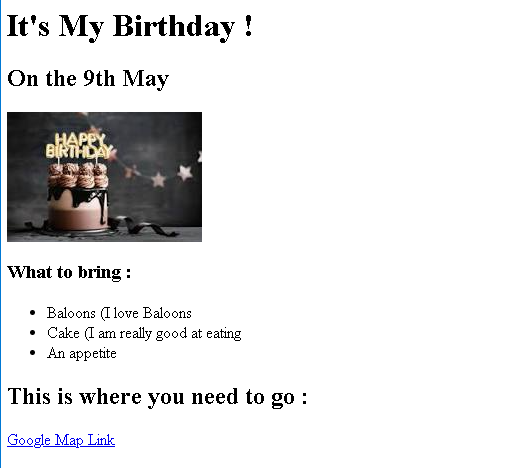 It's My Birthday !
On the 9th May
HAPPY
BIRTHDAY
What to bring :
Baloons (I love Baloons
Cake (I am really good at eating
An appetite
This is where you need to go :
Google Map Link